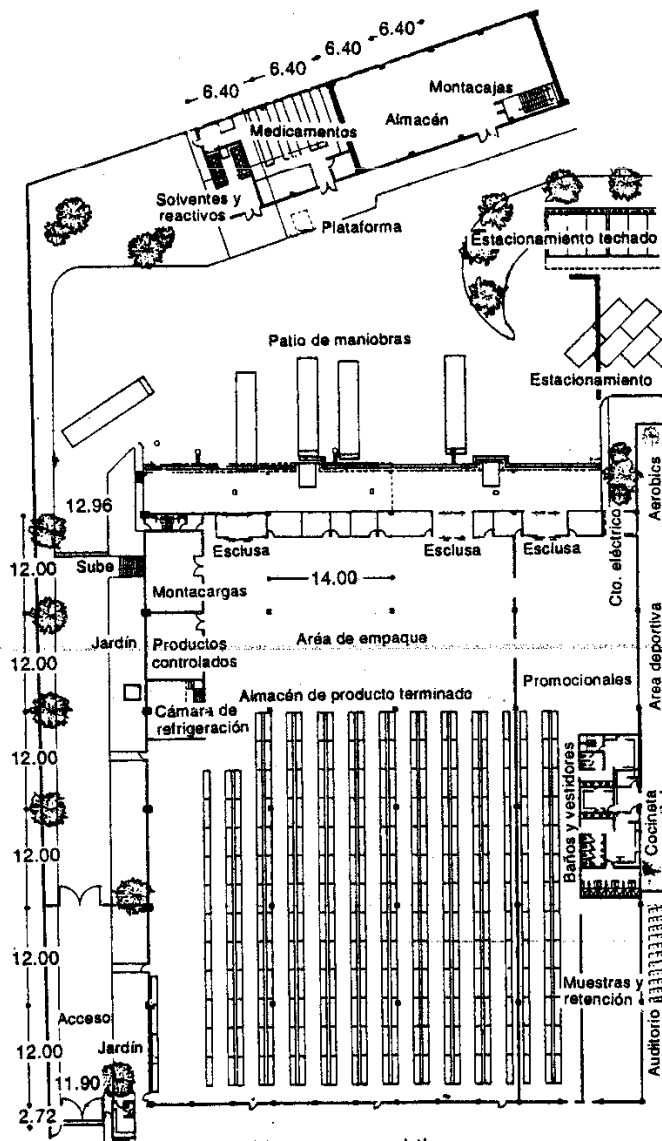 6.40
6.40
6.40
6.40
Montacajas
Almacén
Medicamentos
Solventes y
reactivos
Plataforma
Estacionamiento techado
Patio de maniobras
Estacionamiento
Aerobics
12.96
Cto. eléctrico
Esclusa
Esclusa
Esclusa
12.00
Sube
14.00
Montacargas
Jardín
Productos
controlados
Aréa de empaque
Area deportiva
12.00
Promocionales
Almacén de producto terminado
Cámara de
refrigeración
12.00
Baños y vestidores
Cocineta
12.00
12.00
Muestras y
retención
Auditorio
Acceso
12.00
Jardín
11.90
2.72